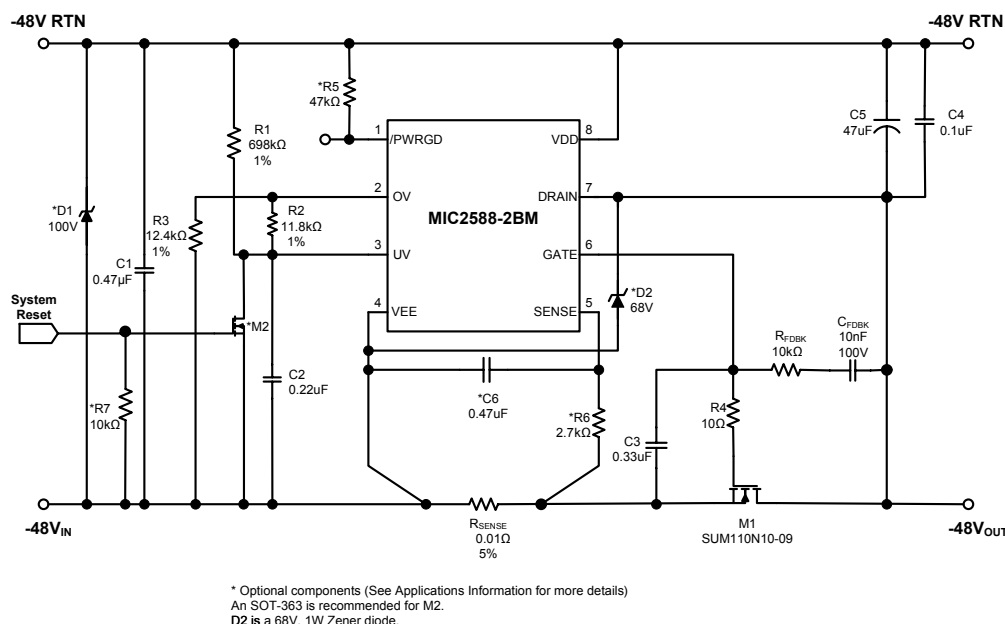 -48V RTN
-48V RTN
*R5
47kΩ
R1
698kΩ
1%
1
/PWRGD
VDD
8
C5
47uF
C4
0.1uF
*D1
100V
R3
12.4kΩ
1%
2
OV
R2
11.8kΩ
1%
DRAIN
7
MIC2588-2BM
C1
0.47µF
3
UV
GATE
6
*D2
68V
4
VEE
SENSE
5
System
Reset
*M2
RFDBK
10kΩ
CFDBK
10nF
100V
*R7
10kΩ
C2
0.22uF
*C6
0.47uF
*R6
2.7kΩ
C3
0.33uF
R4
10Ω
-48VIN
RSENSE
0.01Ω
5%
M1
SUM110N10-09
-48VOUT
* Optional components (See Applications Information for more details)
An SOT-363 is recommended for M2.
D2 is a 68V, 1W Zener diode.